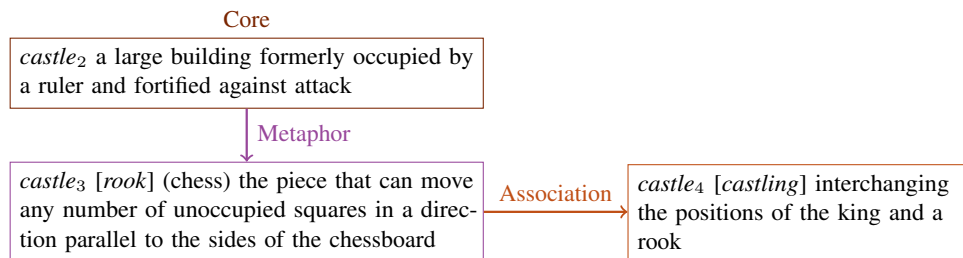 Core
castle₂ a large building formerly occupied by
a ruler and fortified against attack
Metaphor
castle₃ [rook] (chess) the piece that can move
any number of unoccupied squares in a direc-
tion parallel to the sides of the chessboard
Association
castle₄ [castling] interchanging
the positions of the king and a
rook